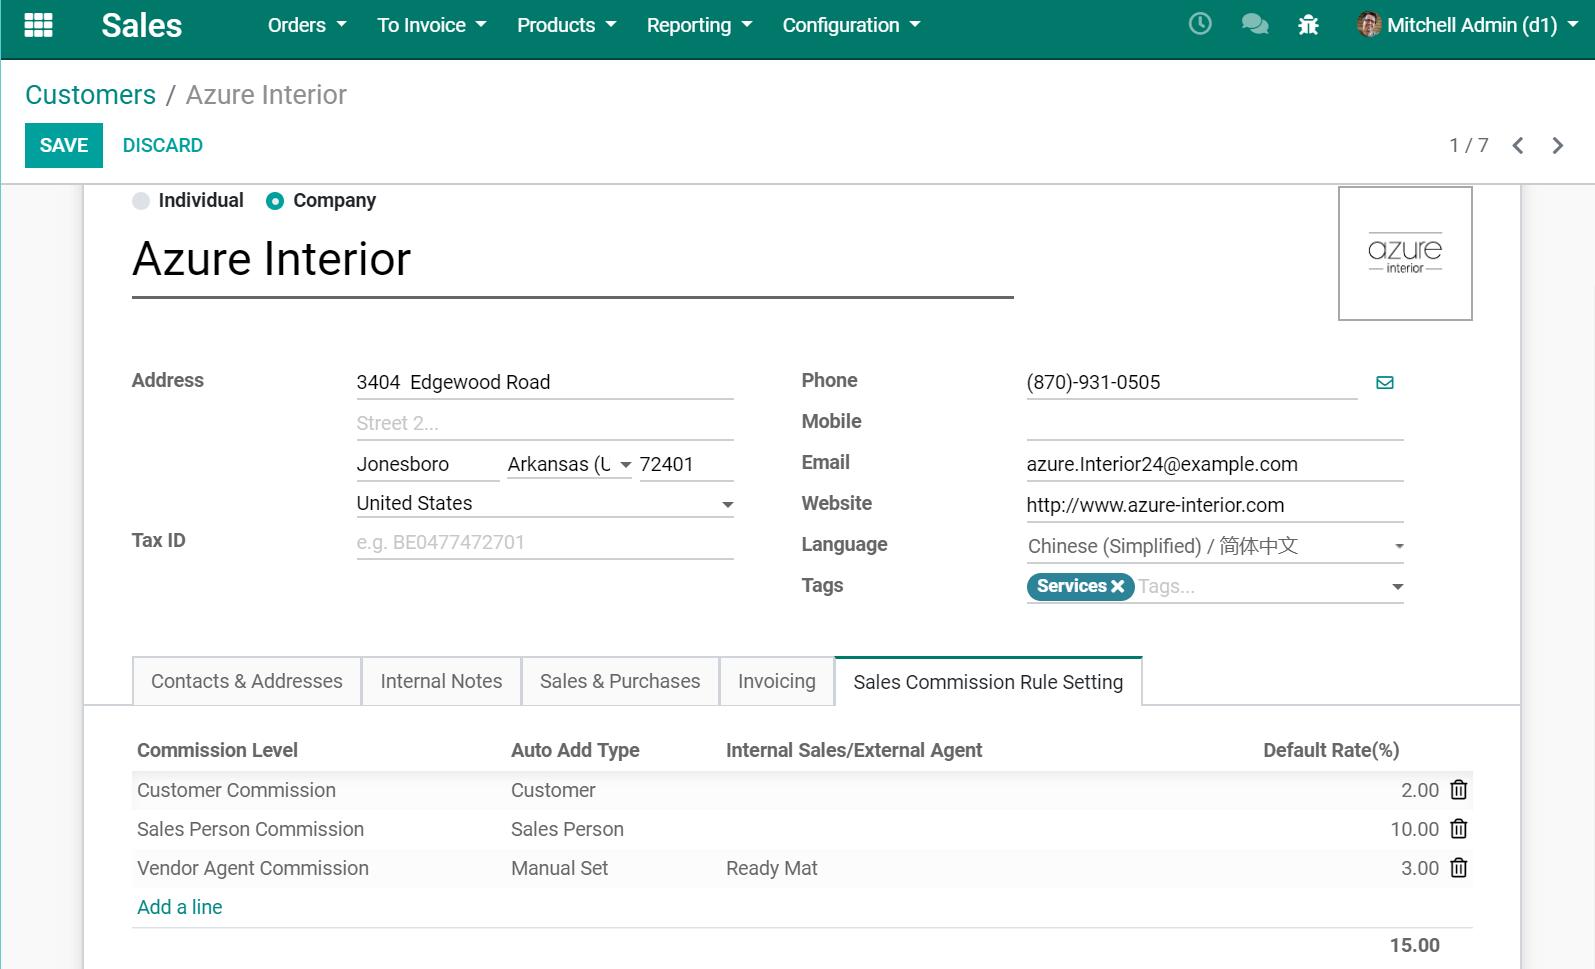 Sales Orders To Invoice Products Reporting Configuration Mitchell Admin (d1)
Customers / Azure Interior
SAVE DISCARD 1 / 7
Individual Company
azure
interior
Azure Interior
Address 3404 Edgewood Road Phone (870)-931-0505
Street 2... Mobile
Jonesboro Arkansas (U 72401 Email azure.Interior24@example.com
United States Website http://www.azure-interior.com
Tax ID e.g. BE0477472701 Language Chinese (Simplified) / 简体中文
Tags Services Tags...
Contacts & Addresses Internal Notes Sales & Purchases Invoicing Sales Commission Rule Setting
Commission Level Auto Add Type Internal Sales/External Agent Default Rate(%)
Customer Commission Customer 2.00
Sales Person Commission Sales Person 10.00
Vendor Agent Commission Manual Set Ready Mat 3.00
Add a line
15.00